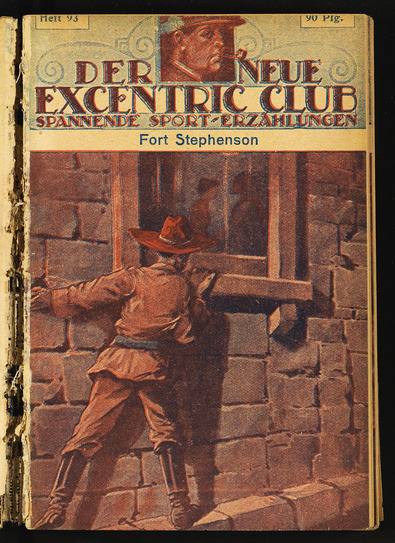 Heft 93
90 Pfg.
DER NEUE
EXCENTRIC CLUB
SPANNENDE SPORT-ERZÄHLUNGEN
Fort Stephenson